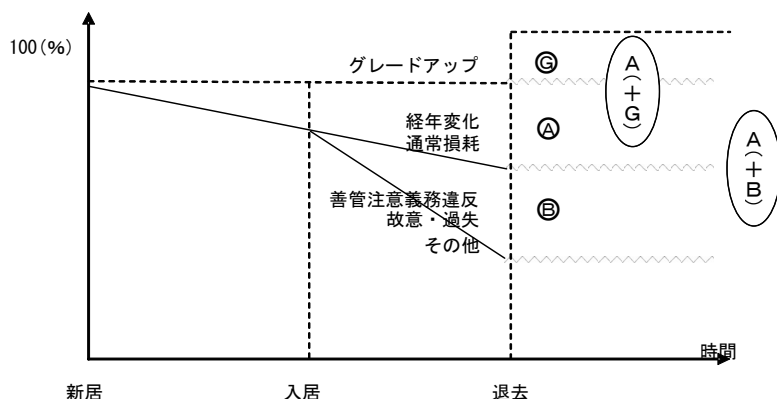 100(%)
グレードアップ
経年変化
通常損耗
善管注意義務違反
故意・過失
その他
Ⓖ
Ⓐ
Ⓑ
A(+G)
A(+B)
時間
新居
入居
退去